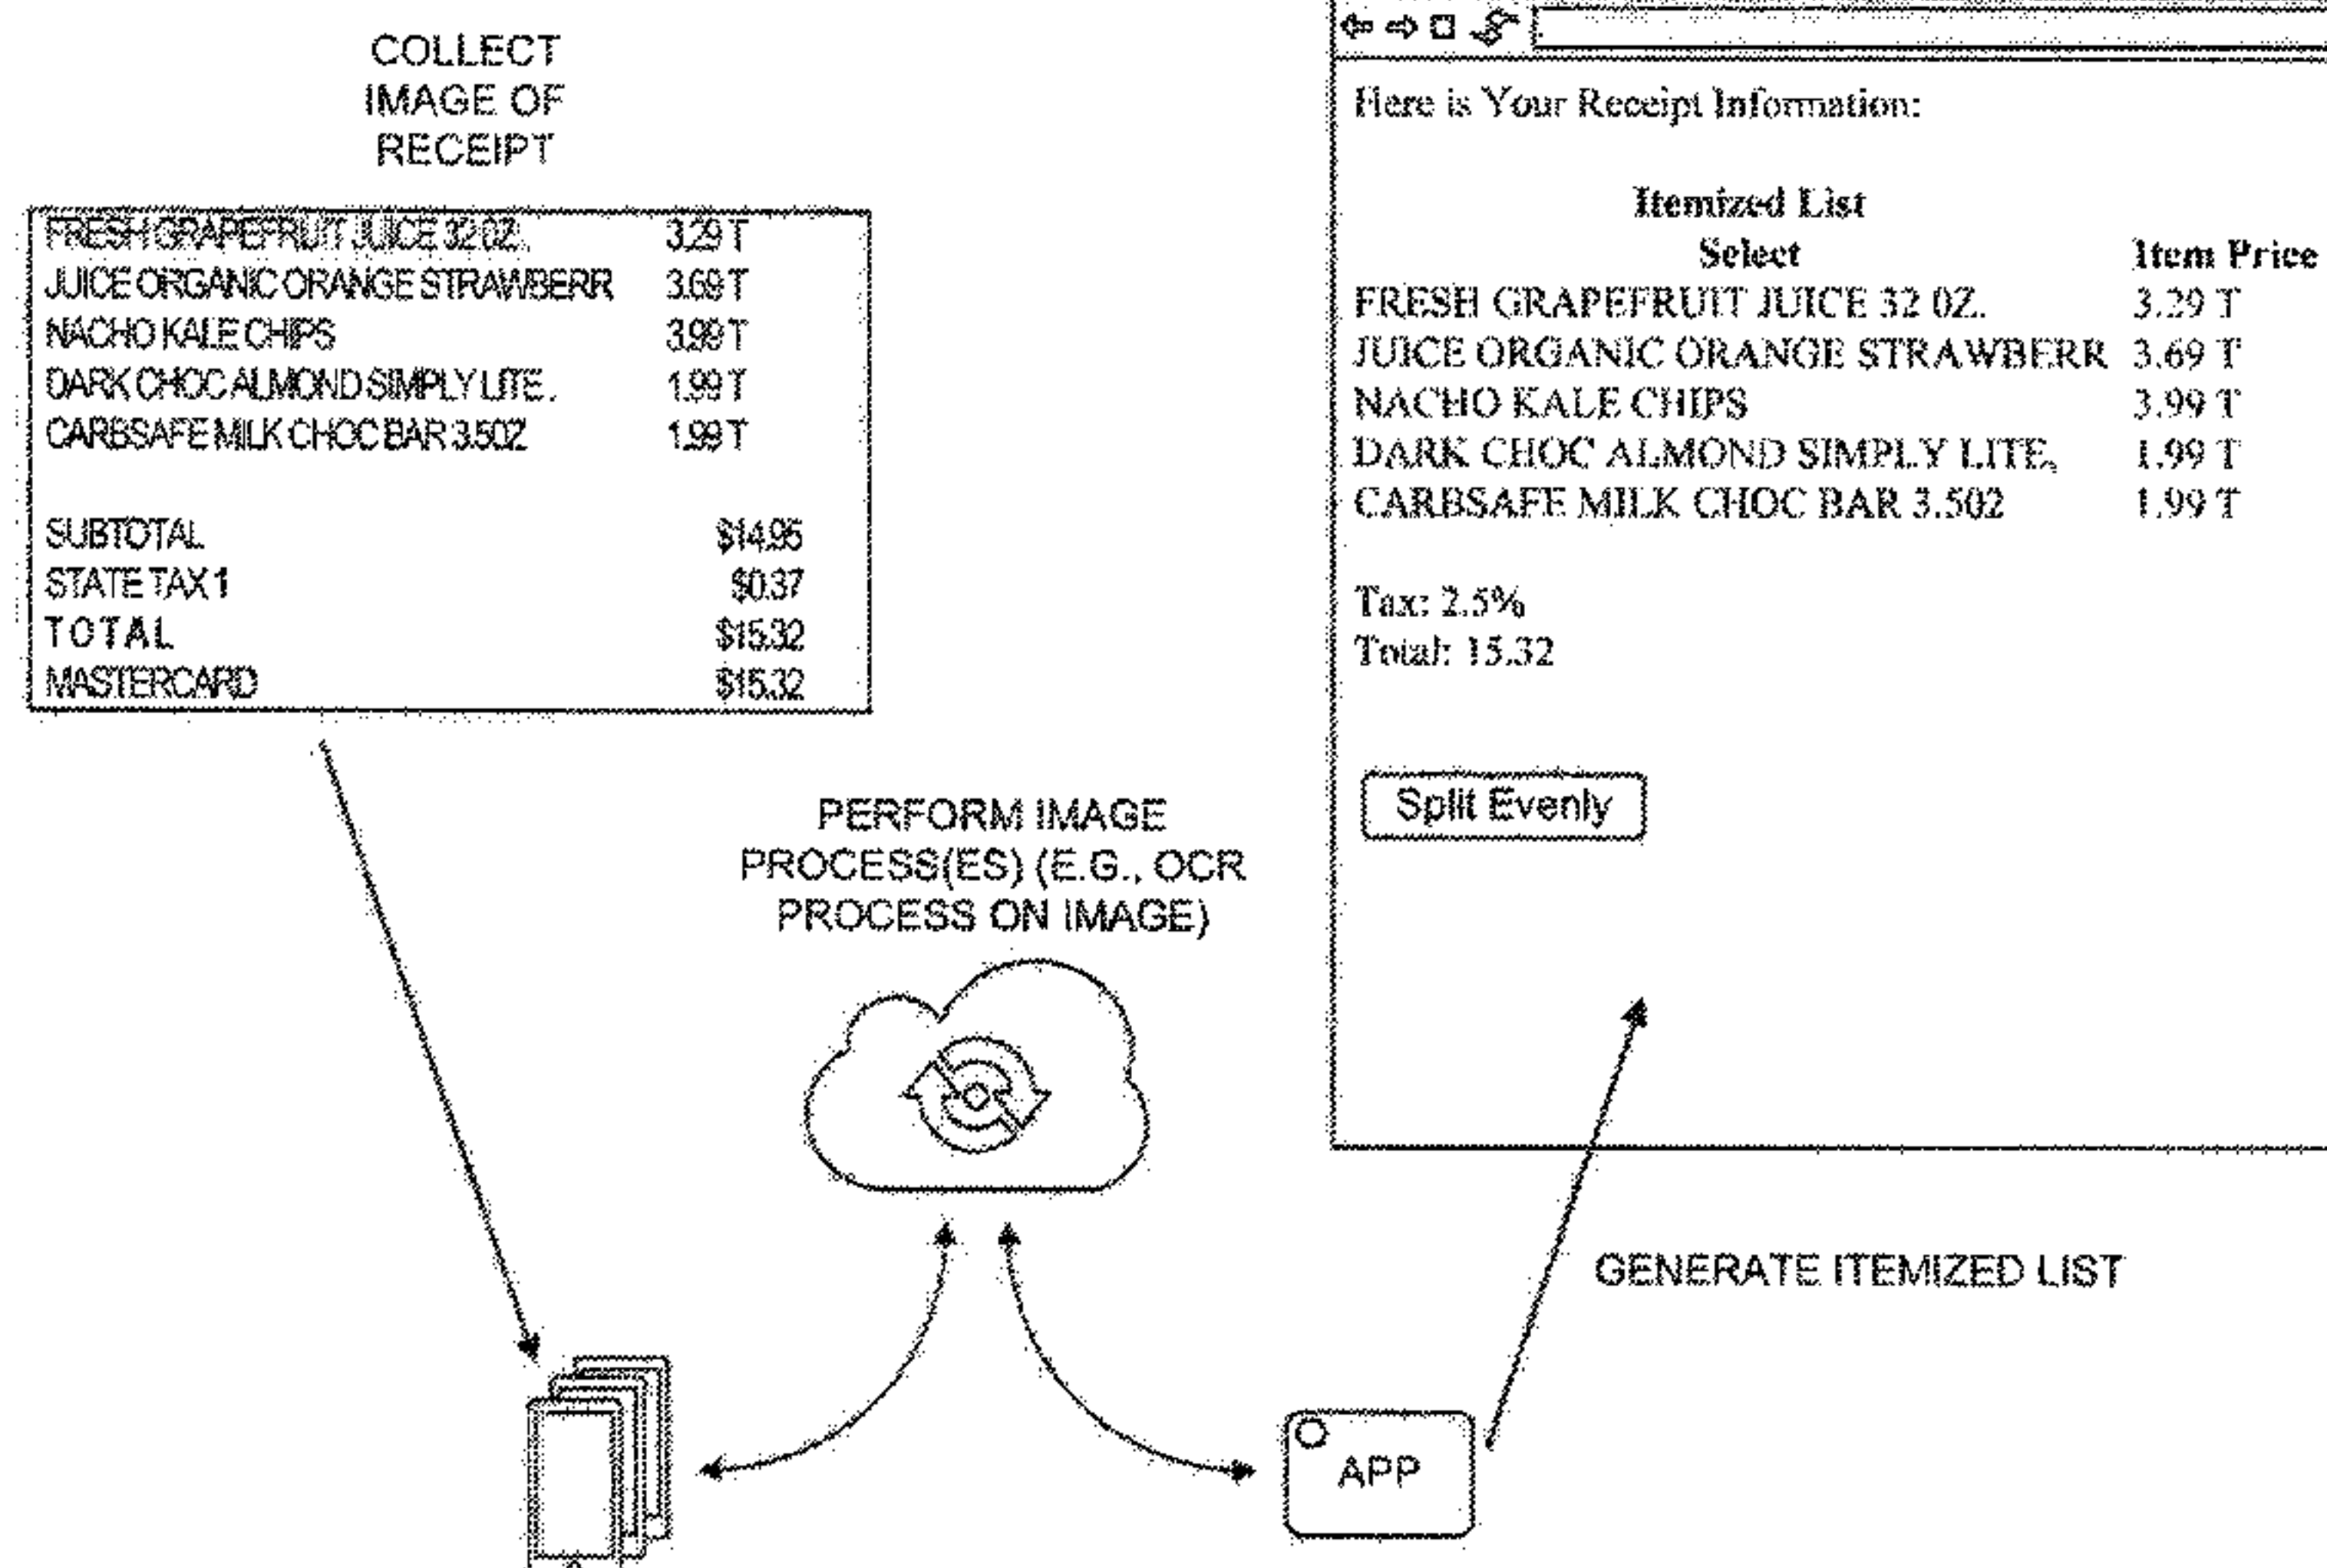 COLLECT
IMAGE OF
RECEIPT
FRESH GRAPEFRUIT JUICE 32 0Z. 3.29 T
JUICE ORGANIC ORANGE STRAWBERR 3.69 T
NACHO KALE CHIPS 3.99 T
DARK CHOC ALMOND SIMPLY LITE. 1.99 T
CARBSAFE MILK CHOC BAR 3.502 1.99 T
SUBTOTAL $14.95
STATE TAX 1 $0.37
TOTAL $15.32
MASTERCARD $15.32
PERFORM IMAGE
PROCESS(ES) (E.G., OCR
PROCESS ON IMAGE)
Here is Your Receipt Information:
Itemized List
Select Item Price
FRESH GRAPEFRUIT JUICE 32 0Z. 3.29 T
JUICE ORGANIC ORANGE STRAWBERR 3.69 T
NACHO KALE CHIPS 3.99 T
DARK CHOC ALMOND SIMPLY LITE, 1.99 T
CARBSAFE MILK CHOC BAR 3.502 1.99 T
Tax: 2.5%
Total: 15.32
Split Evenly
GENERATE ITEMIZED LIST
APP